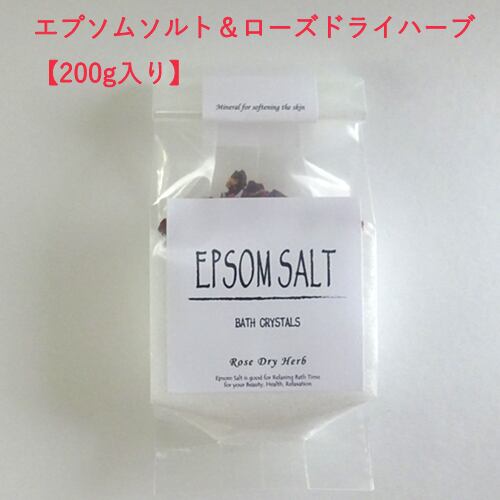 エプソムソルト＆ローズドライハーブ
【200g入り】
Mineral for softening the skin
EPSOM SALT
BATH CRYSTALS
Rose Dry Herb
Epsom Salt is good for Relaxing Bath Time
for your Beauty, Health, Relaxation